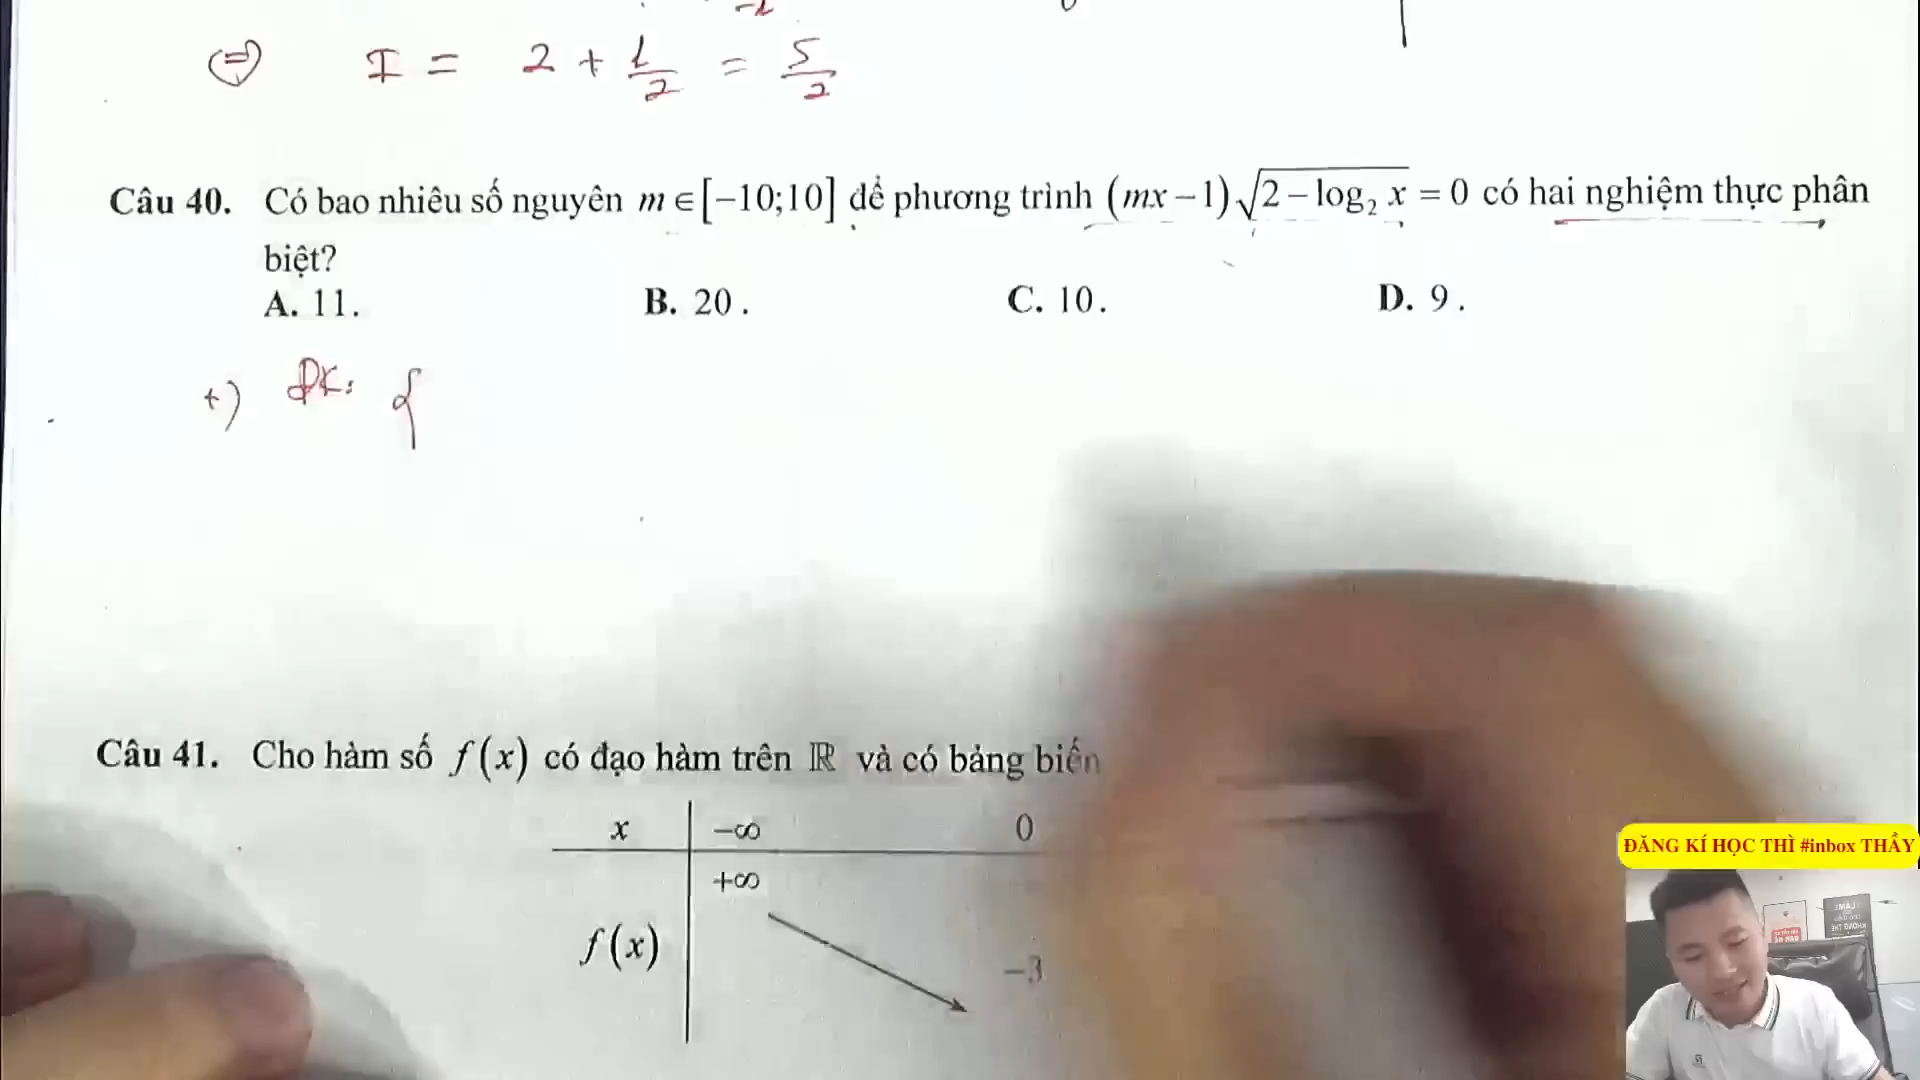 ⇔ I = 2 + 1/2 = 5/2
Câu 40. Có bao nhiêu số nguyên m ∈ [−10;10] để phương trình (mx − 1)√(2 − log₂ x) = 0 có hai nghiệm thực phân
biệt?
A. 11. B. 20. C. 10. D. 9.
+) ĐK: {
Câu 41. Cho hàm số f(x) có đạo hàm trên ℝ và có bảng biến
x −∞ 0
+∞
f(x) −3
ĐĂNG KÍ HỌC THÌ #inbox THẦY